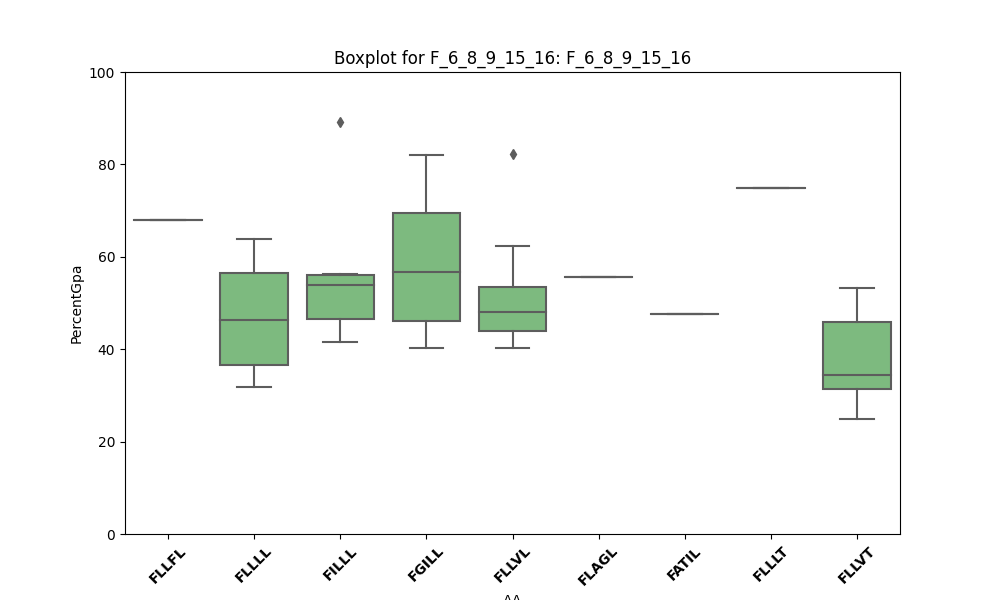 Boxplot for F_6_8_9_15_16: F_6_8_9_15_16
PercentGpa
100
80
60
40
20
0
FLLFL
FLLLL
FILLL
FGILL
FLLVL
FLAGL
FATIL
FLLLT
FLLVT
AA